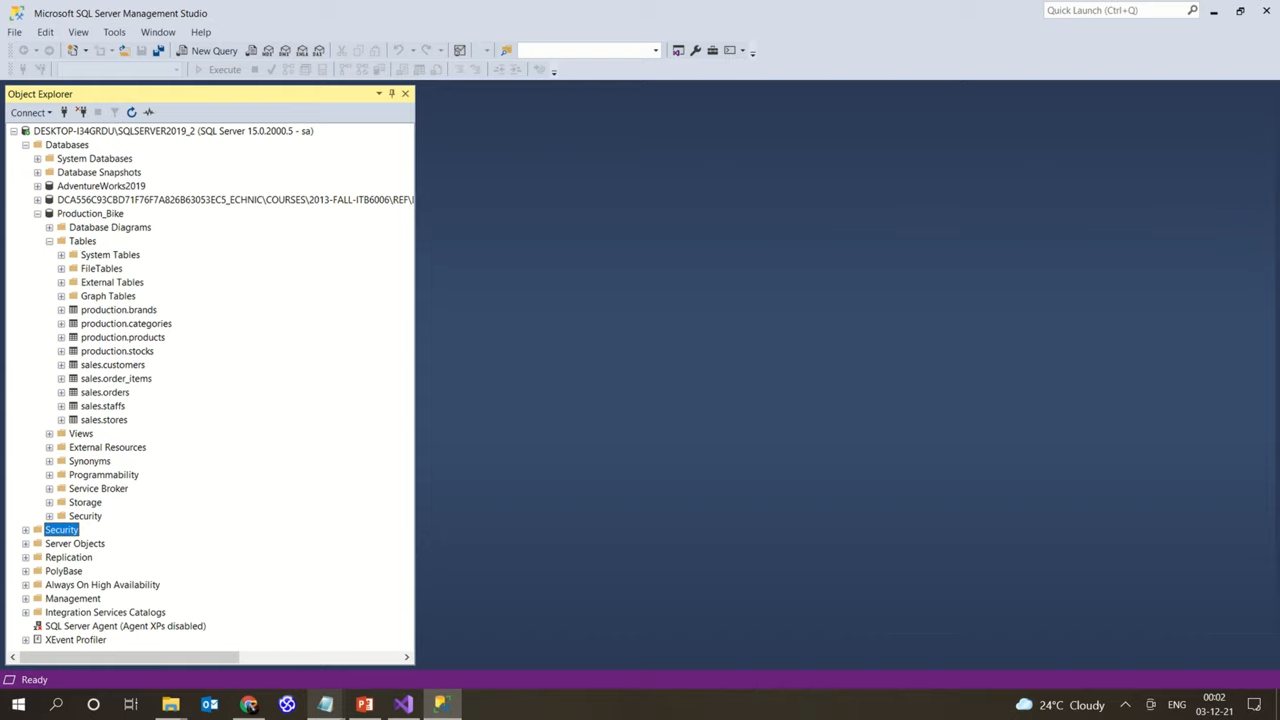 Microsoft SQL Server Management Studio
Quick Launch (Ctrl+Q)
File Edit View Tools Window Help
New Query
Execute
Object Explorer
Connect
DESKTOP-I34GRDU\SQLSERVER2019_2 (SQL Server 15.0.2000.5 - sa)
Databases
System Databases
Database Snapshots
AdventureWorks2019
DCA556C93CBD71F76F7A826B63053EC5_ECHNIC\COURSES\2013-FALL-ITB6006\REF\I
Production_Bike
Database Diagrams
Tables
System Tables
FileTables
External Tables
Graph Tables
production.brands
production.categories
production.products
production.stocks
sales.customers
sales.order_items
sales.orders
sales.staffs
sales.stores
Views
External Resources
Synonyms
Programmability
Service Broker
Storage
Security
Security
Server Objects
Replication
PolyBase
Always On High Availability
Management
Integration Services Catalogs
SQL Server Agent (Agent XPs disabled)
XEvent Profiler
Ready
24°C Cloudy
ENG
00:02
03-12-21